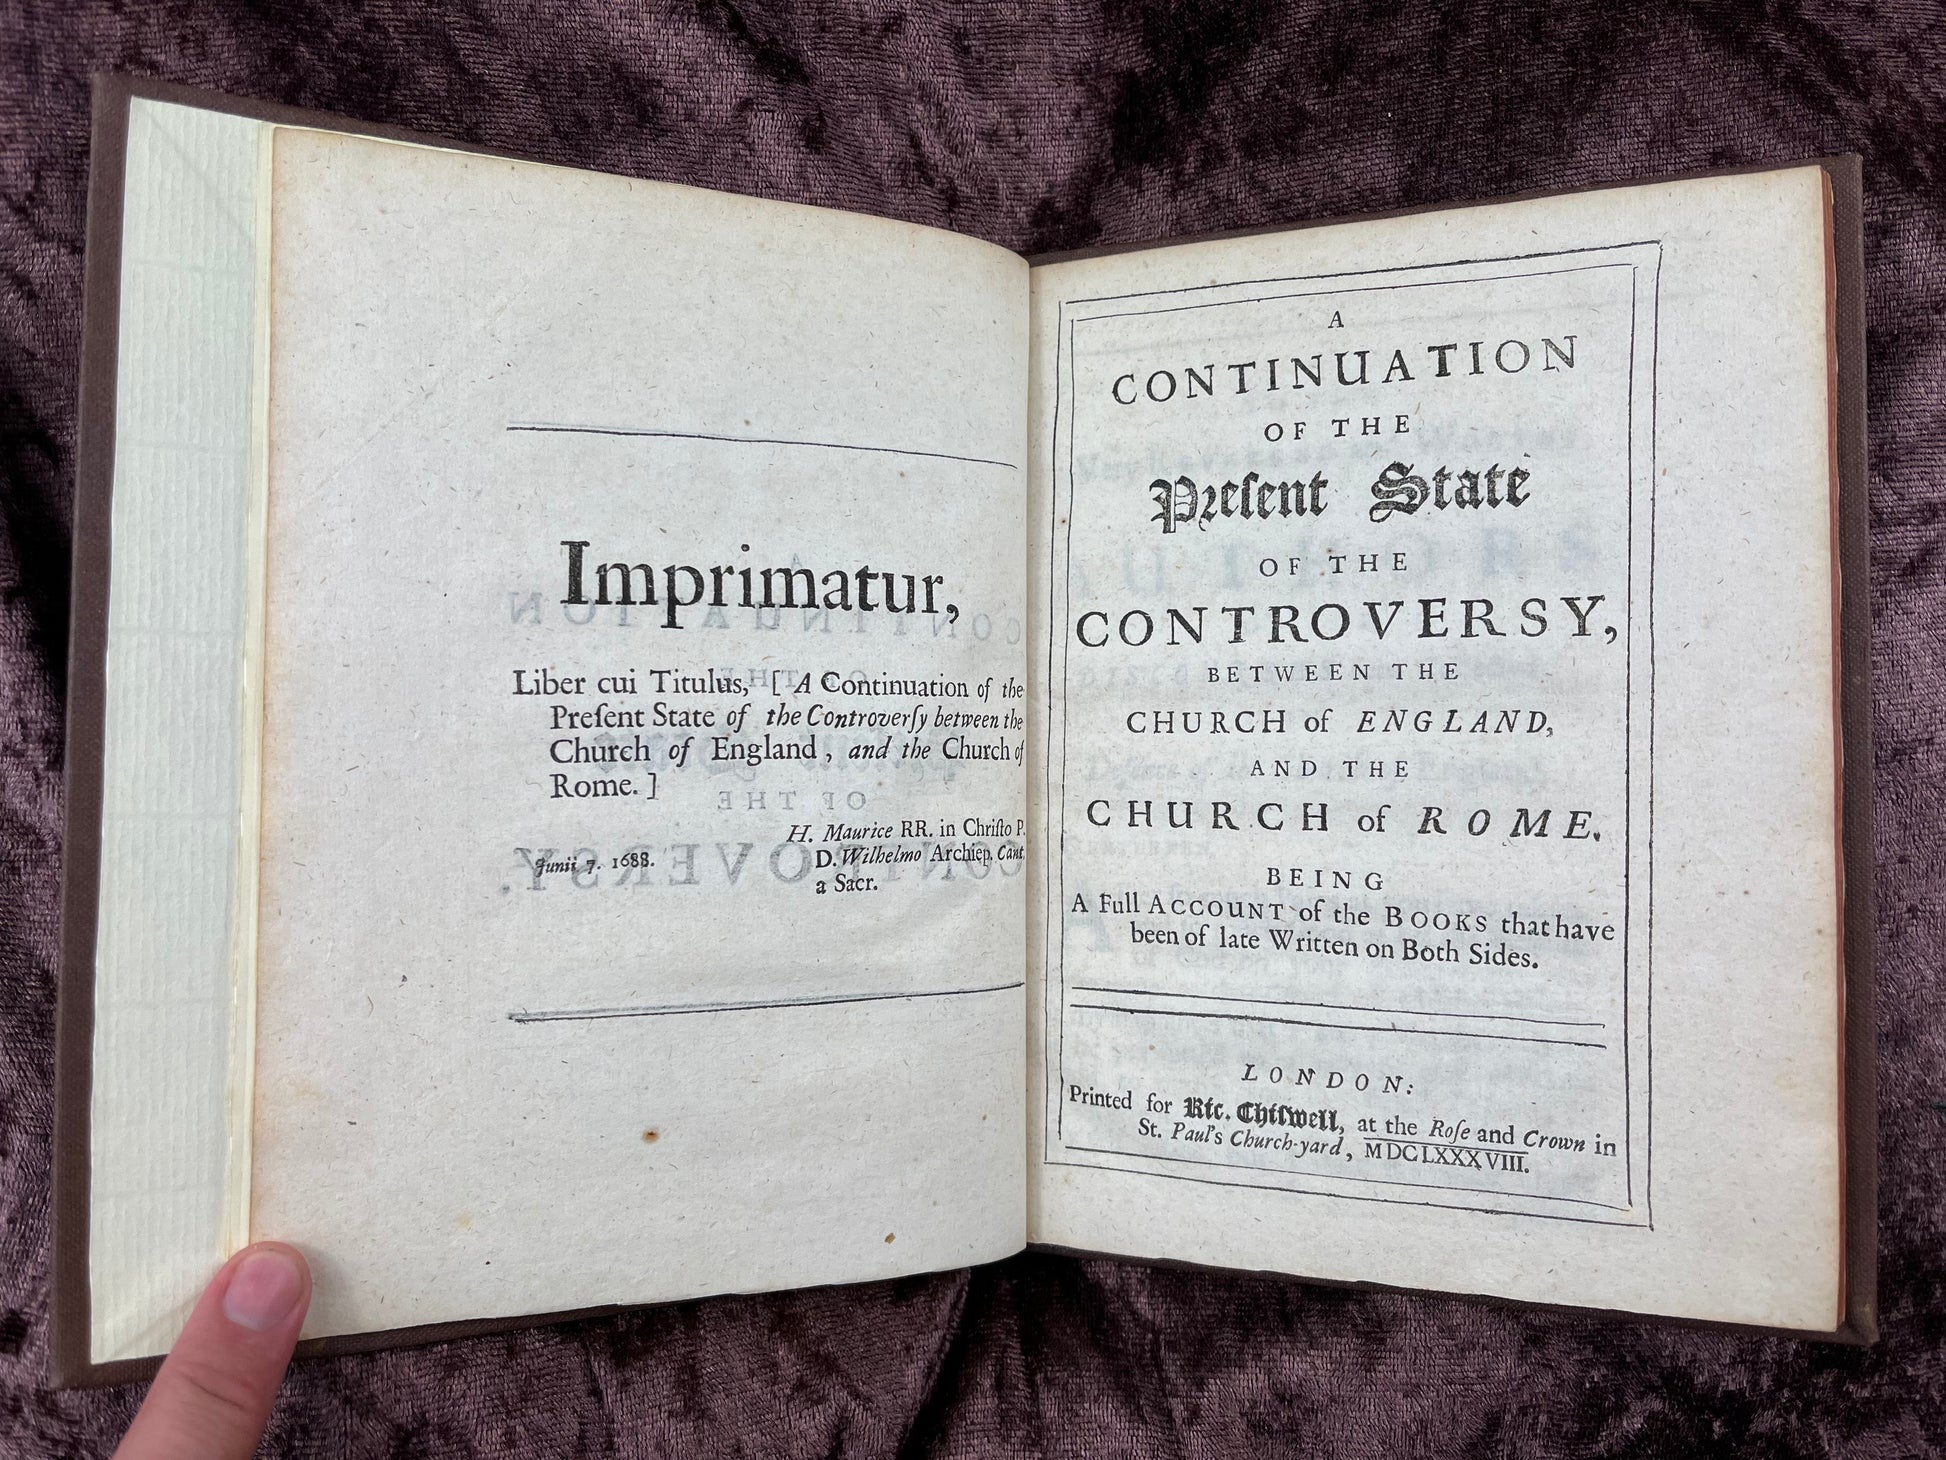 Imprimatur,
Liber cui Titulus, [ A Continuation of the
Preſent State of the Controverſy between the
Church of England, and the Church of
Rome. ]
H. Maurice RR. in Chriſto P.
Junii 7. 1688. D. Wilhelmo Archiep. Cant.
a Sacr.
A
CONTINUATION
OF THE
Preſent State
OF THE
CONTROVERSY,
BETWEEN THE
CHURCH of ENGLAND,
AND THE
CHURCH of ROME.
BEING
A Full ACCOUNT of the BOOKS that have
been of late Written on Both Sides.
LONDON:
Printed for Ric. Chiſwell, at the Roſe and Crown in
St. Paul's Church-yard, MDCLXXXVIII.